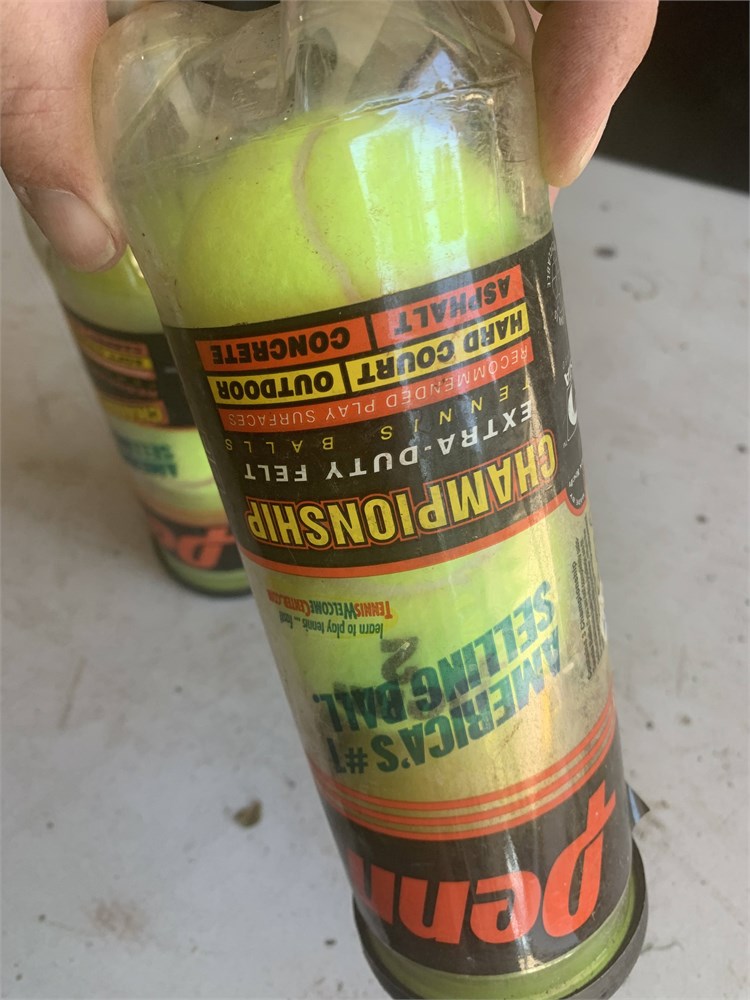 Penn
#1
AMERICA'S
SELLING BALL.
learn to play tennis ... fast!
TENNISWELCOMECENTER.COM
2
CHAMPIONSHIP
EXTRA-DUTY FELT
TENNIS BALLS
RECOMMENDED PLAY SURFACES
HARD COURT | OUTDOOR
ASPHALT | CONCRETE